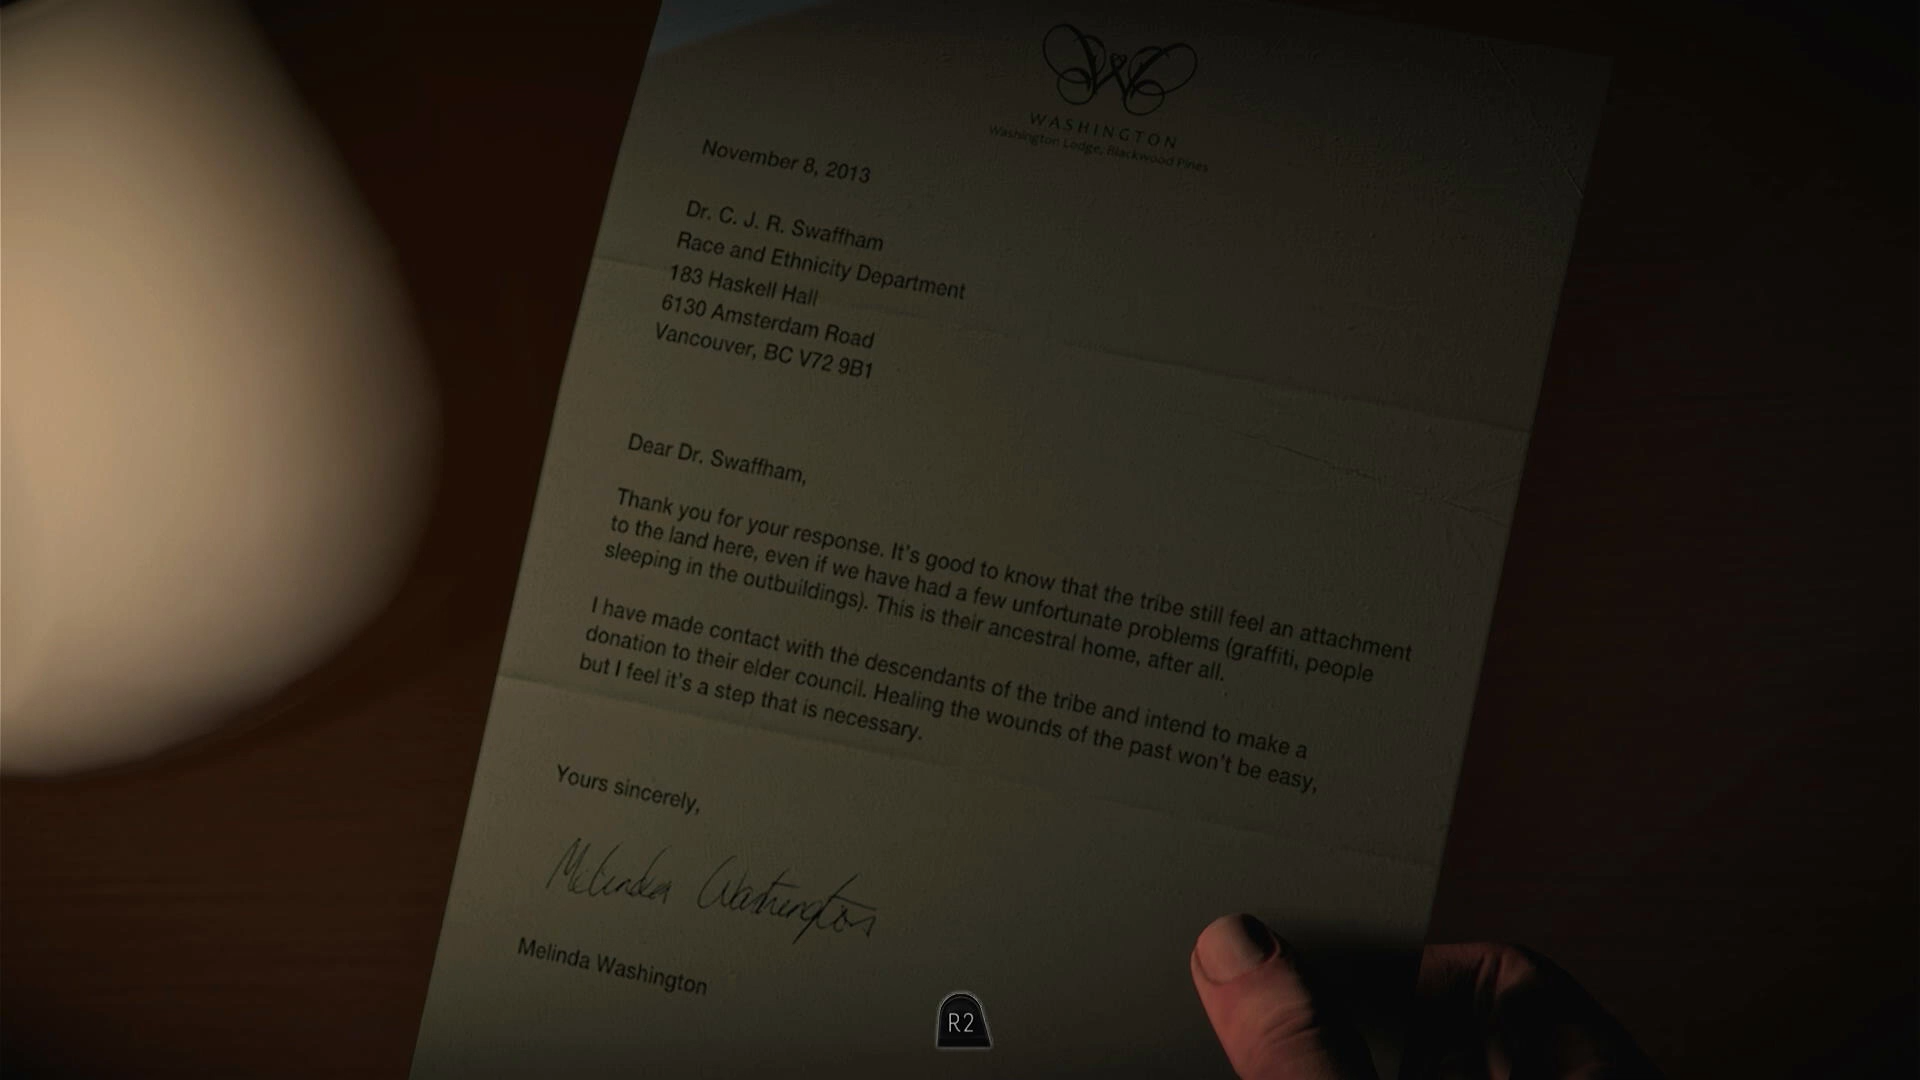 W
WASHINGTON
Washington Lodge, Blackwood Pines
November 8, 2013
Dr. C. J. R. Swaffham
Race and Ethnicity Department
183 Haskell Hall
6130 Amsterdam Road
Vancouver, BC V72 9B1
Dear Dr. Swaffham,
Thank you for your response. It's good to know that the tribe still feel an attachment
to the land here, even if we have had a few unfortunate problems (graffiti, people
sleeping in the outbuildings). This is their ancestral home, after all.
I have made contact with the descendants of the tribe and intend to make a
donation to their elder council. Healing the wounds of the past won't be easy,
but I feel it's a step that is necessary.
Yours sincerely,
Melinda Washington
Melinda Washington
R2